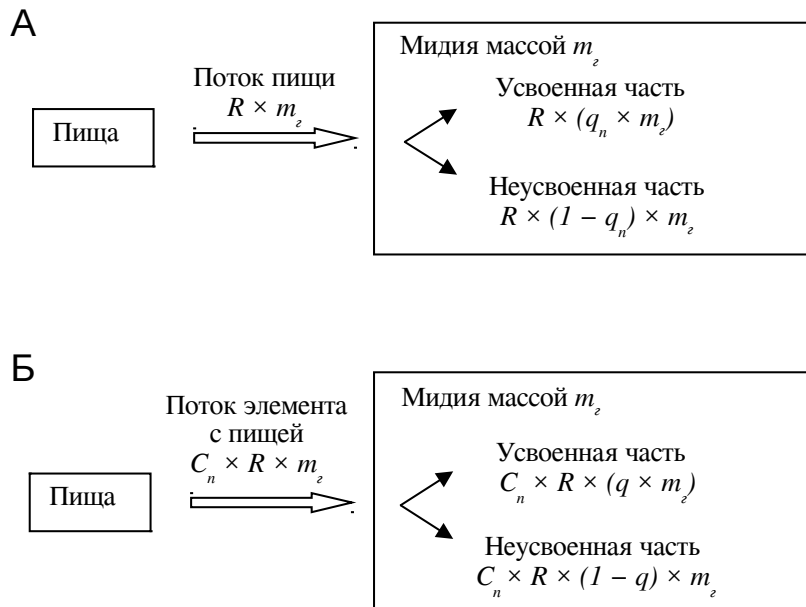 А
Мидия массой m_г
Поток пищи
R × m_г
Усвоенная часть
R × (q_п × m_г)
Пища
Неусвоенная часть
R × (1 − q_п) × m_г
Б
Мидия массой m_г
Поток элемента
с пищей
C_п × R × m_г
Усвоенная часть
C_п × R × (q × m_г)
Пища
Неусвоенная часть
C_п × R × (1 − q) × m_г